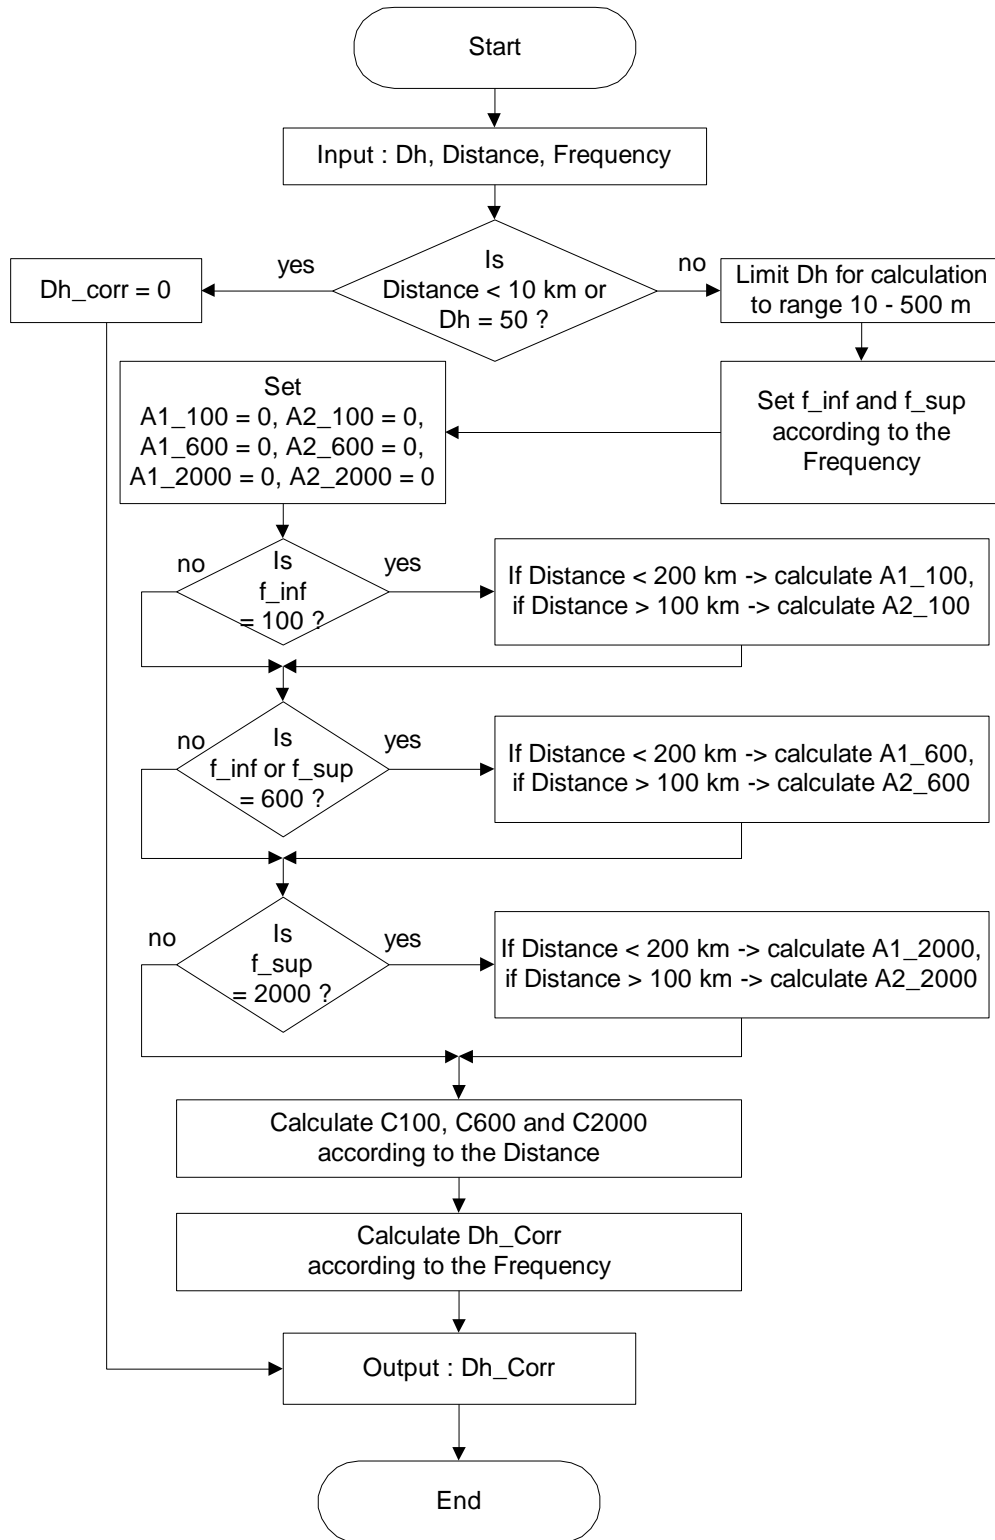 Start
Input : Dh, Distance, Frequency
Is
Distance < 10 km or
Dh = 50 ?
yes
no
Dh_corr = 0
Limit Dh for calculation
to range 10 - 500 m
Set f_inf and f_sup
according to the
Frequency
Set
A1_100 = 0, A2_100 = 0,
A1_600 = 0, A2_600 = 0,
A1_2000 = 0, A2_2000 = 0
no
Is
f_inf
= 100 ?
yes
If Distance < 200 km -> calculate A1_100,
if Distance > 100 km -> calculate A2_100
no
Is
f_inf or f_sup
= 600 ?
yes
If Distance < 200 km -> calculate A1_600,
if Distance > 100 km -> calculate A2_600
no
Is
f_sup
= 2000 ?
yes
If Distance < 200 km -> calculate A1_2000,
if Distance > 100 km -> calculate A2_2000
Calculate C100, C600 and C2000
according to the Distance
Calculate Dh_Corr
according to the Frequency
Output : Dh_Corr
End